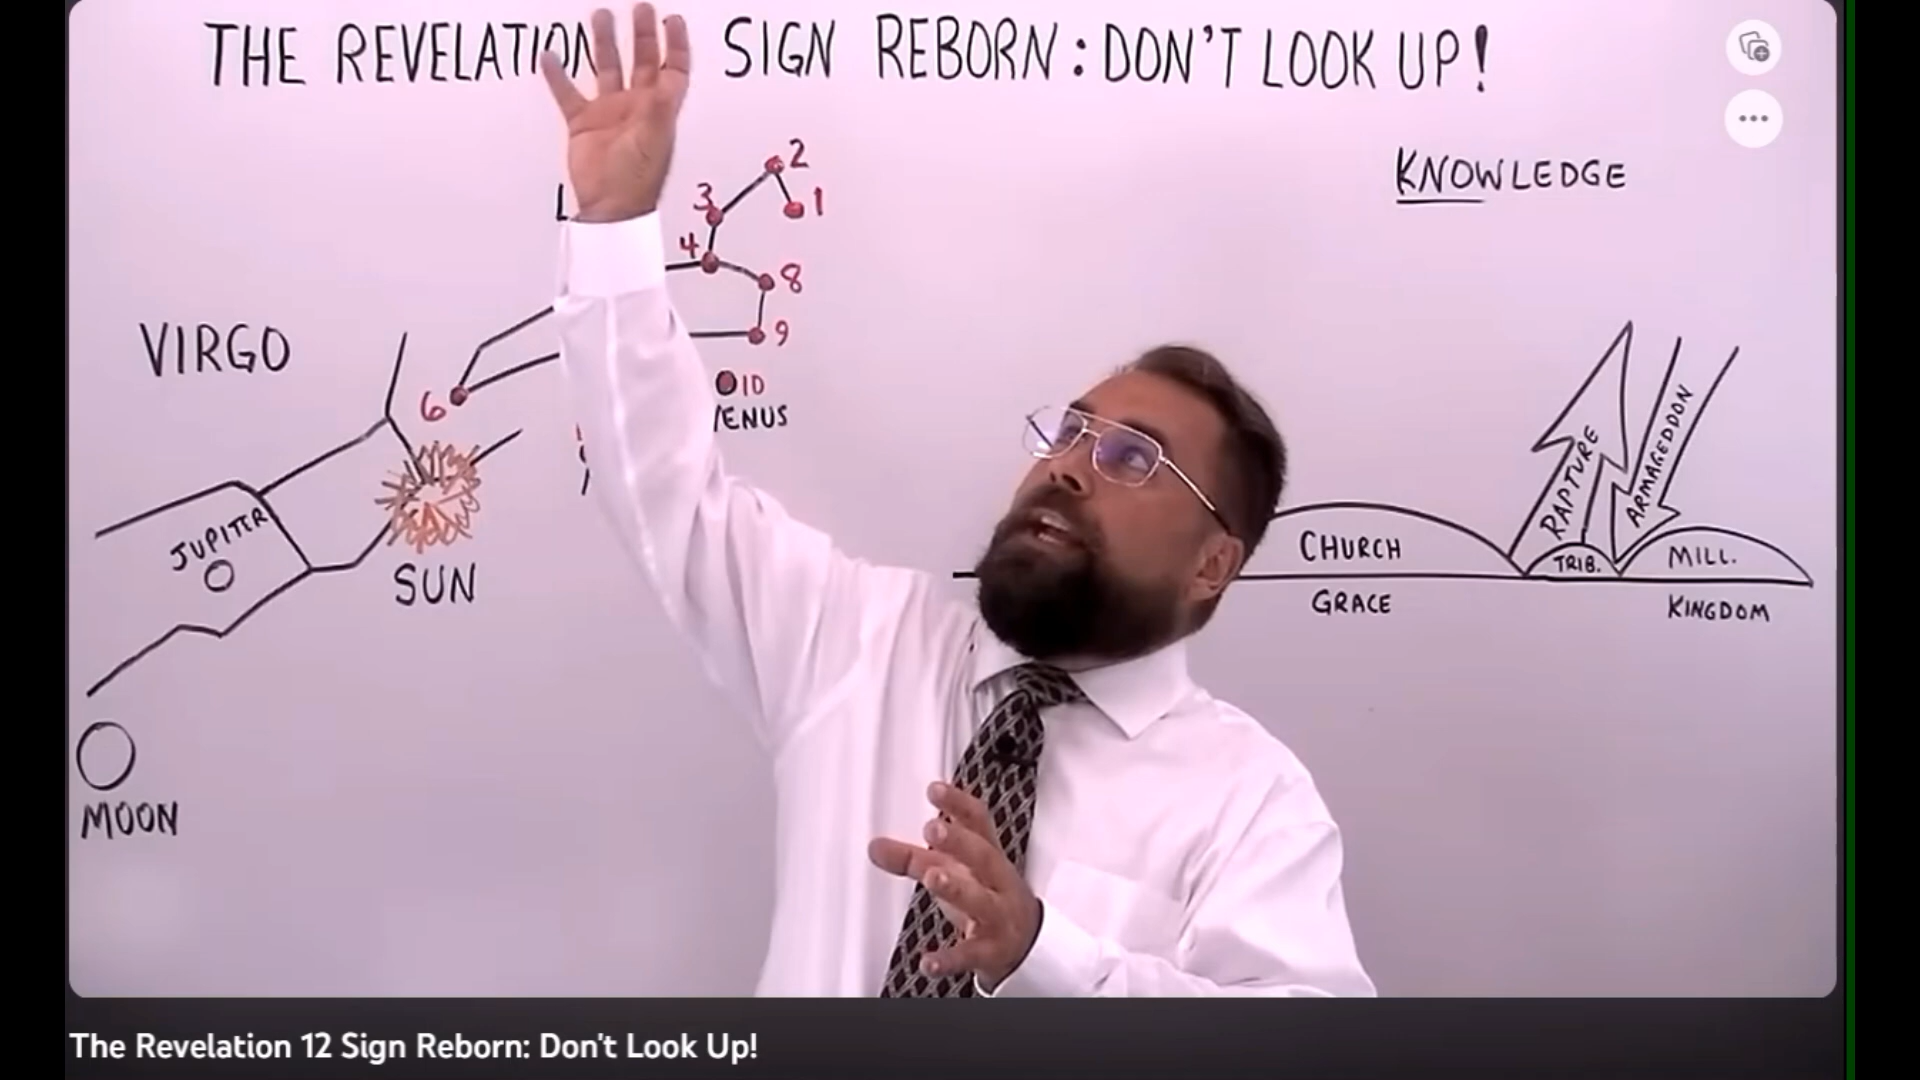 THE REVELATION SIGN REBORN: DON'T LOOK UP!
KNOWLEDGE
L
2
3
1
4
8
9
VIRGO
6
10
VENUS
JUPITER
SUN
MOON
RAPTURE
ARMAGEDDON
CHURCH
TRIB.
MILL.
GRACE
KINGDOM
The Revelation 12 Sign Reborn: Don't Look Up!